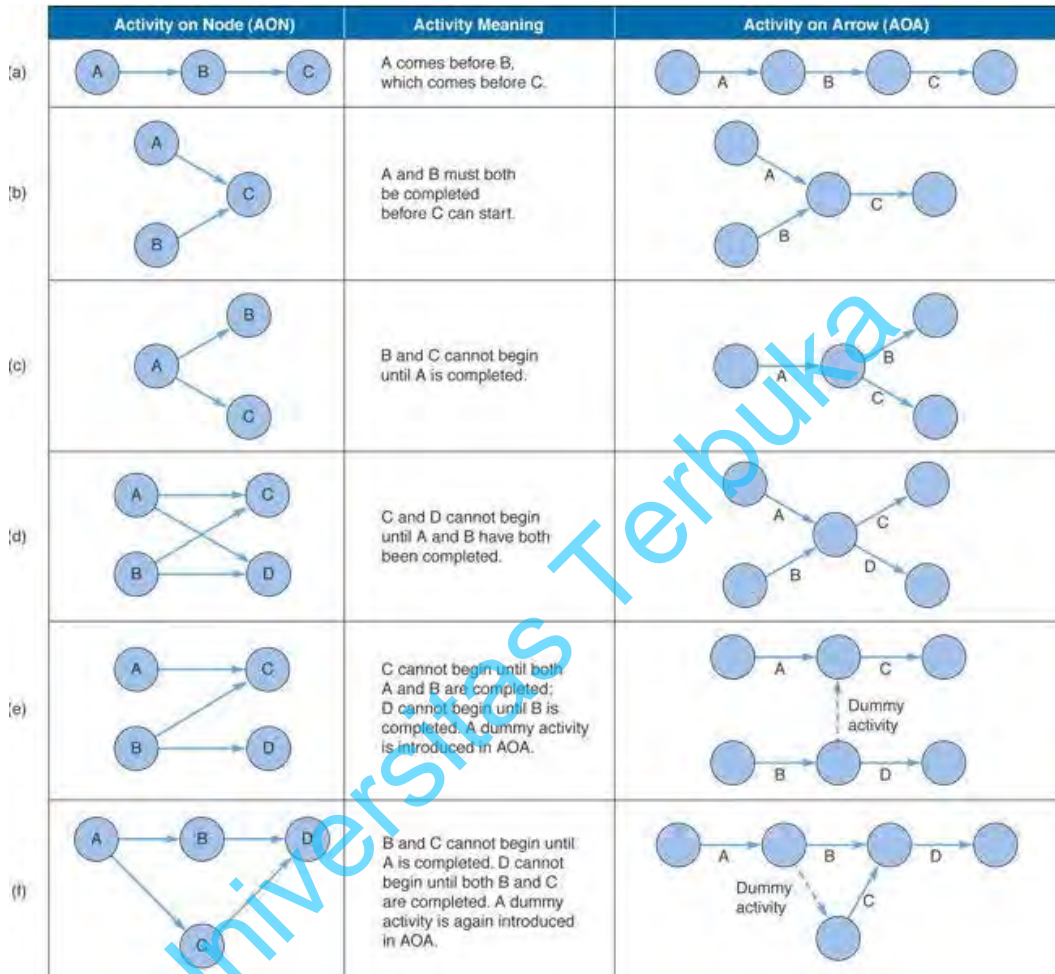 Activity on Node (AON) Activity Meaning Activity on Arrow (AOA)
(a)
A B C
A comes before B,
which comes before C.
A B C
(b)
A
B
C
A and B must both
be completed
before C can start.
A
B
C
(c)
B
A
C
B and C cannot begin
until A is completed.
A
B
C
(d)
A C
B D
C and D cannot begin
until A and B have both
been completed.
A C
B D
(e)
A C
B D
C cannot begin until both
A and B are completed;
D cannot begin until B is
completed. A dummy activity
is introduced in AOA.
A C
Dummy
activity
B D
(f)
A B D
C
B and C cannot begin until
A is completed. D cannot
begin until both B and C
are completed. A dummy
activity is again introduced
in AOA.
A B D
Dummy
activity
C
Universitas Terbuka